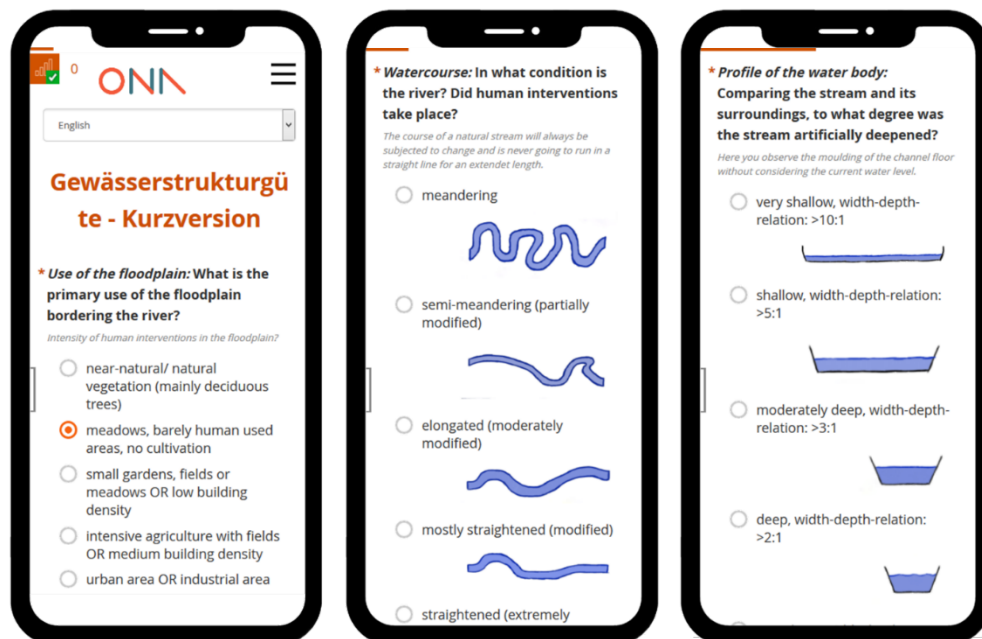 0
ONA
English
Gewässerstrukturgü
te - Kurzversion
* Use of the floodplain: What is the
primary use of the floodplain
bordering the river?
Intensity of human interventions in the floodplain?
near-natural/ natural
vegetation (mainly deciduous
trees)
meadows, barely human used
areas, no cultivation
small gardens, fields or
meadows OR low building
density
intensive agriculture with fields
OR medium building density
urban area OR industrial area
* Watercourse: In what condition is
the river? Did human interventions
take place?
The course of a natural stream will always be
subjected to change and is never going to run in a
straight line for an extendet length.
meandering
semi-meandering (partially
modified)
elongated (moderately
modified)
mostly straightened (modified)
straightened (extremely
* Profile of the water body:
Comparing the stream and its
surroundings, to what degree was
the stream artificially deepened?
Here you observe the moulding of the channel floor
without considering the current water level.
very shallow, width-depth-
relation: >10:1
shallow, width-depth-relation:
>5:1
moderately deep, width-depth-
relation: >3:1
deep, width-depth-relation:
>2:1